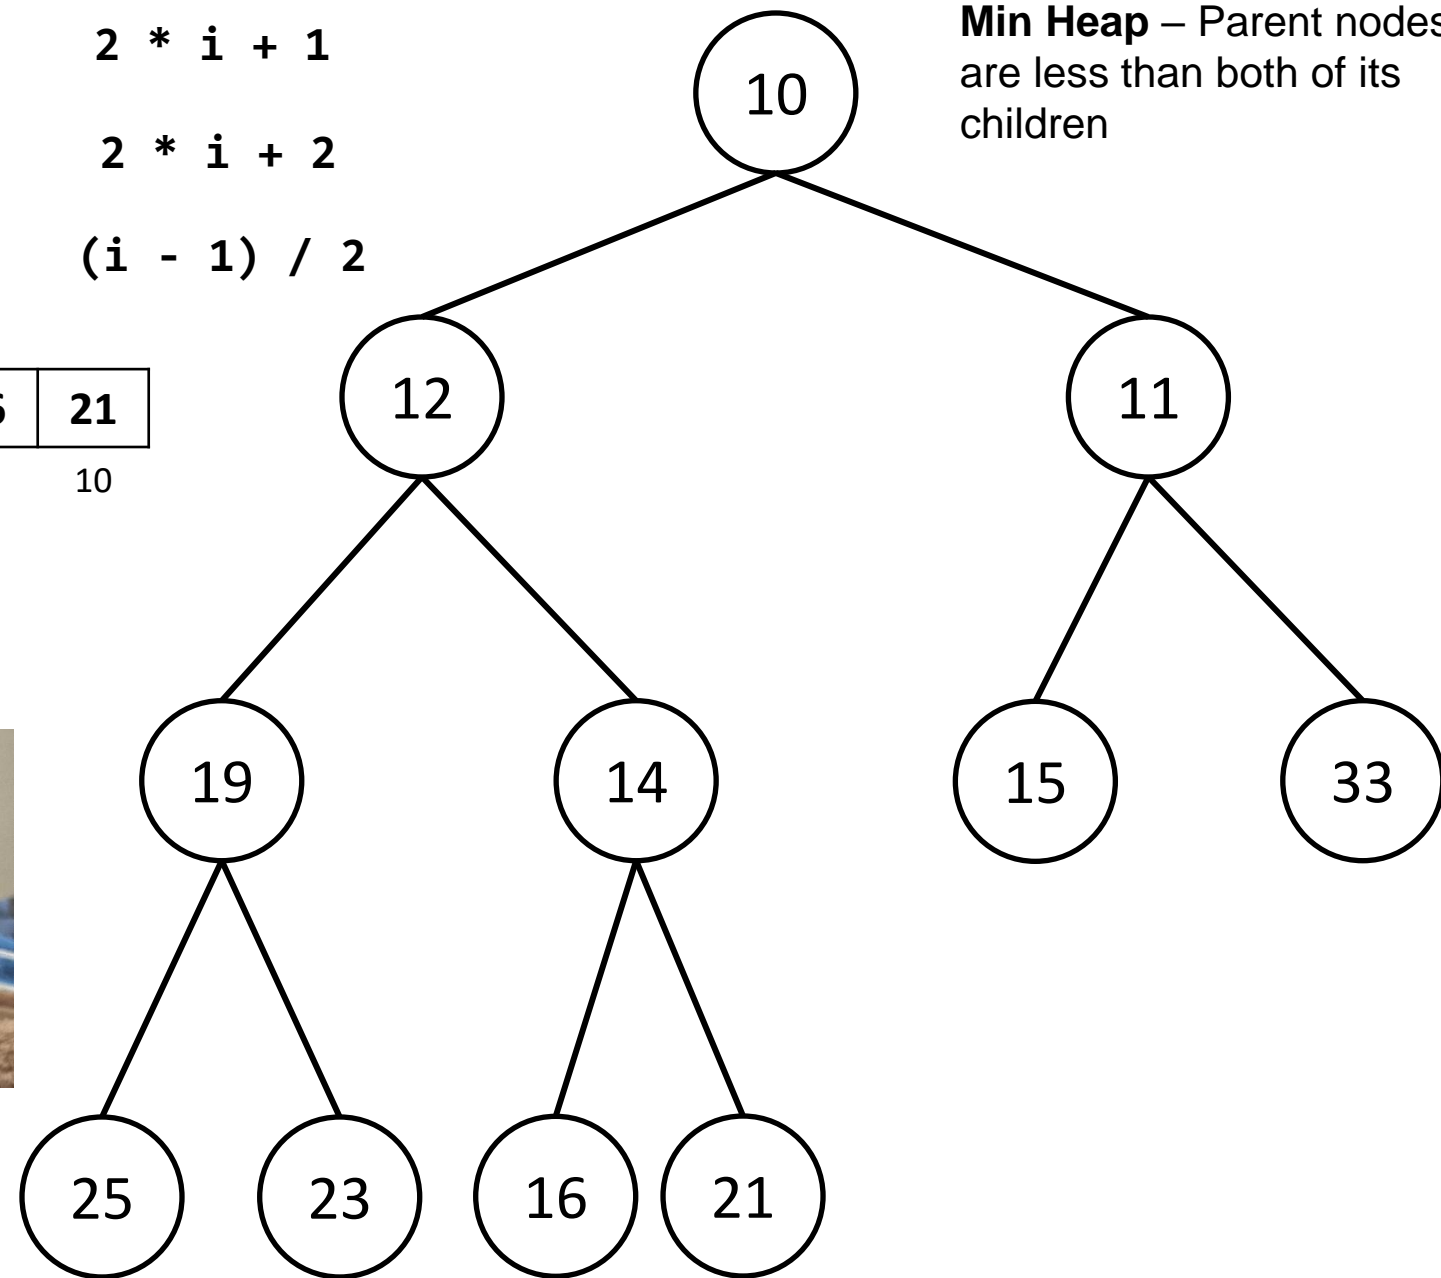 2 * i + 1
2 * i + 2
(i - 1) / 2
21
10
Min Heap – Parent nodes
are less than both of its
children
10
12
11
19
14
15
33
25
23
16
21